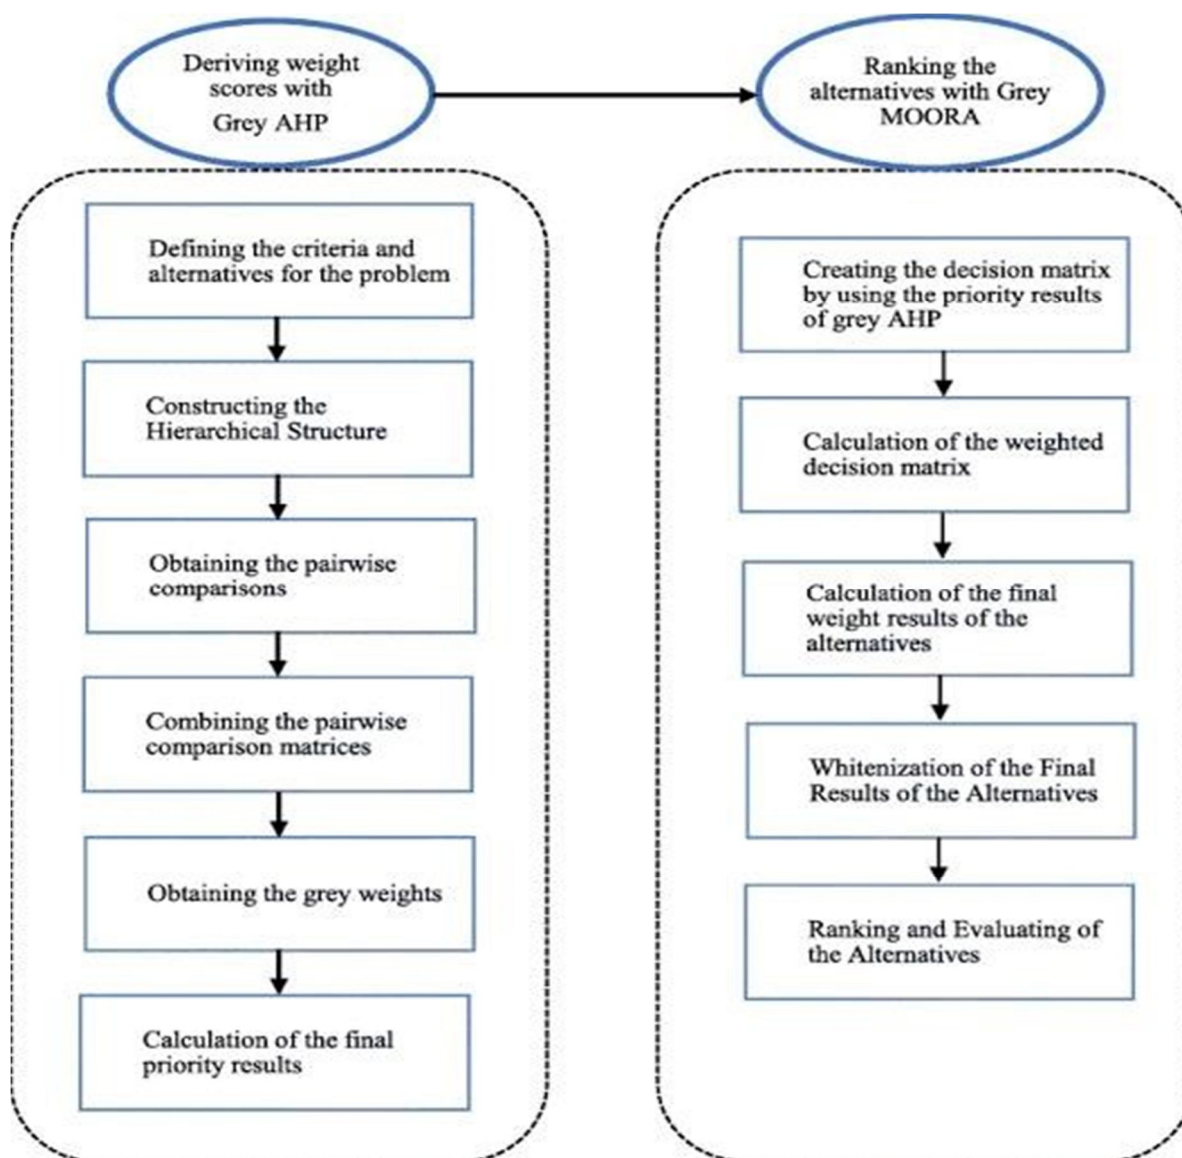 Deriving weight
scores with
Grey AHP
Ranking the
alternatives with Grey
MOORA
Defining the criteria and
alternatives for the problem
Constructing the
Hierarchical Structure
Obtaining the pairwise
comparisons
Combining the pairwise
comparison matrices
Obtaining the grey weights
Calculation of the final
priority results
Creating the decision matrix
by using the priority results
of grey AHP
Calculation of the weighted
decision matrix
Calculation of the final
weight results of the
alternatives
Whitenization of the Final
Results of the Alternatives
Ranking and Evaluating of
the Alternatives